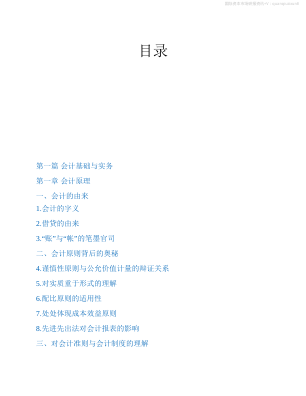 目录
第一篇 会计基础与实务
第一章 会计原理
一、会计的由来
1.会计的字义
2.借贷的由来
3.“账”与“帐”的笔墨官司
二、会计原则背后的奥秘
4.谨慎性原则与公允价值计量的辩证关系
5.对实质重于形式的理解
6.配比原则的适用性
7.处处体现成本效益原则
8.先进先出法对会计报表的影响
三、对会计准则与会计制度的理解